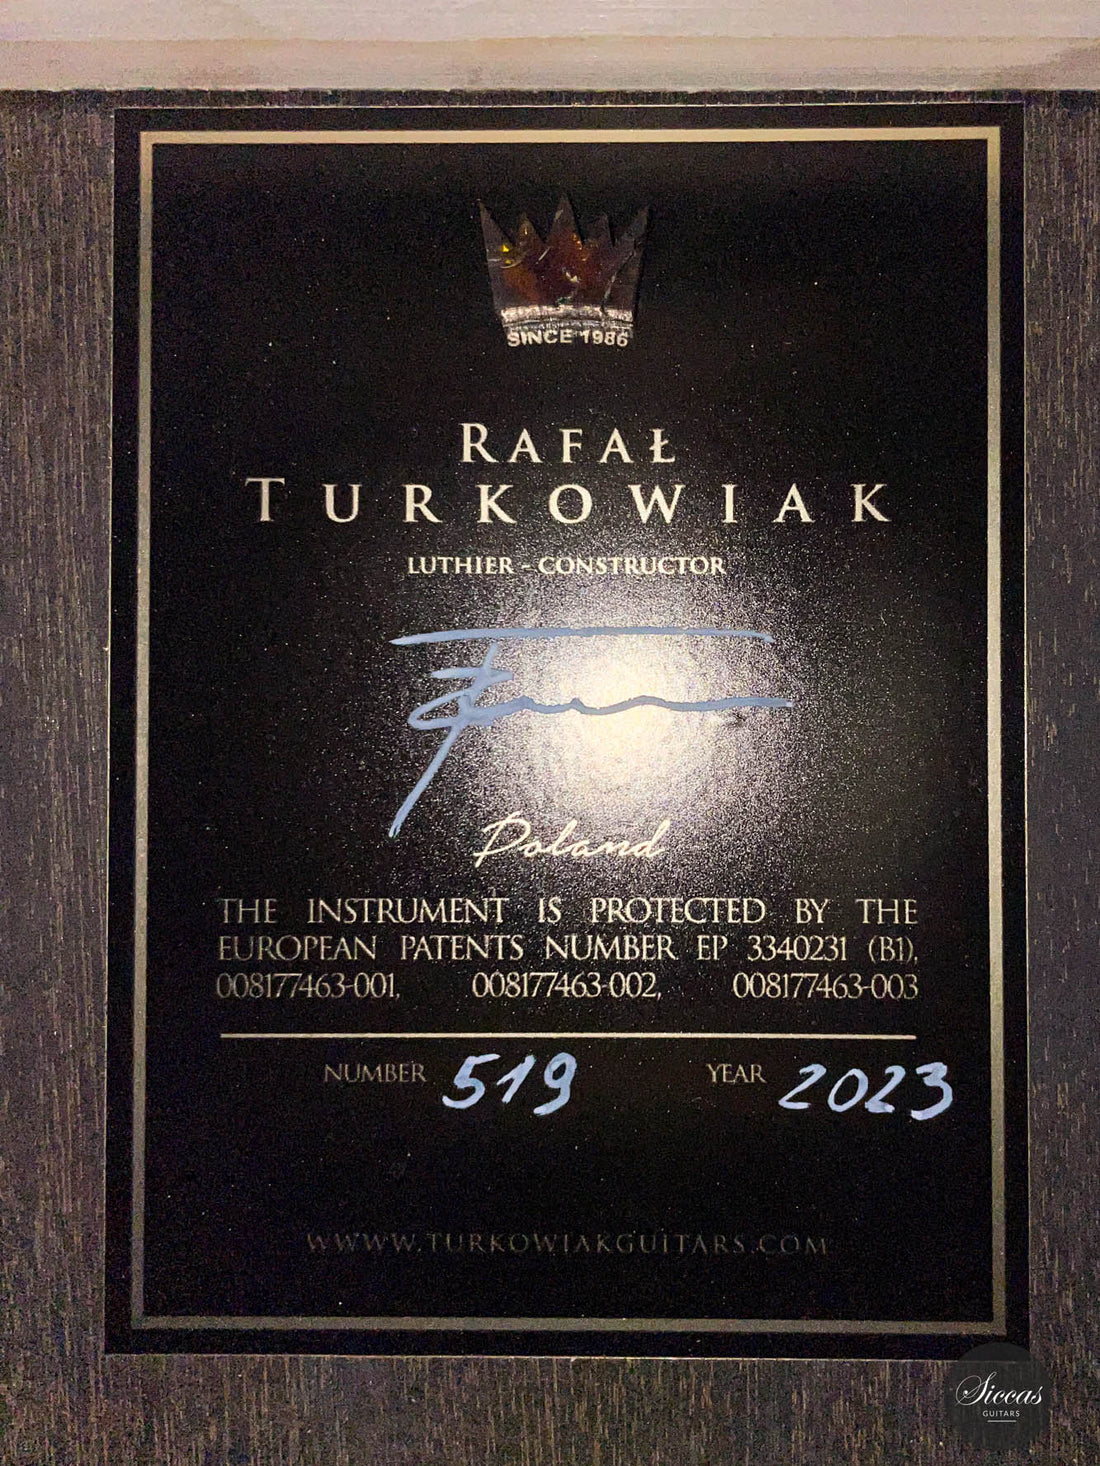 SINCE 1986
RAFAŁ
TURKOWIAK
LUTHIER - CONSTRUCTOR
Poland
THE INSTRUMENT IS PROTECTED BY THE
EUROPEAN PATENTS NUMBER EP 3340231 (B1),
008177463-001, 008177463-002, 008177463-003
NUMBER 519 YEAR 2023
WWWW.TURKOWIAKGUITARS.COM
Siccas
GUITARS